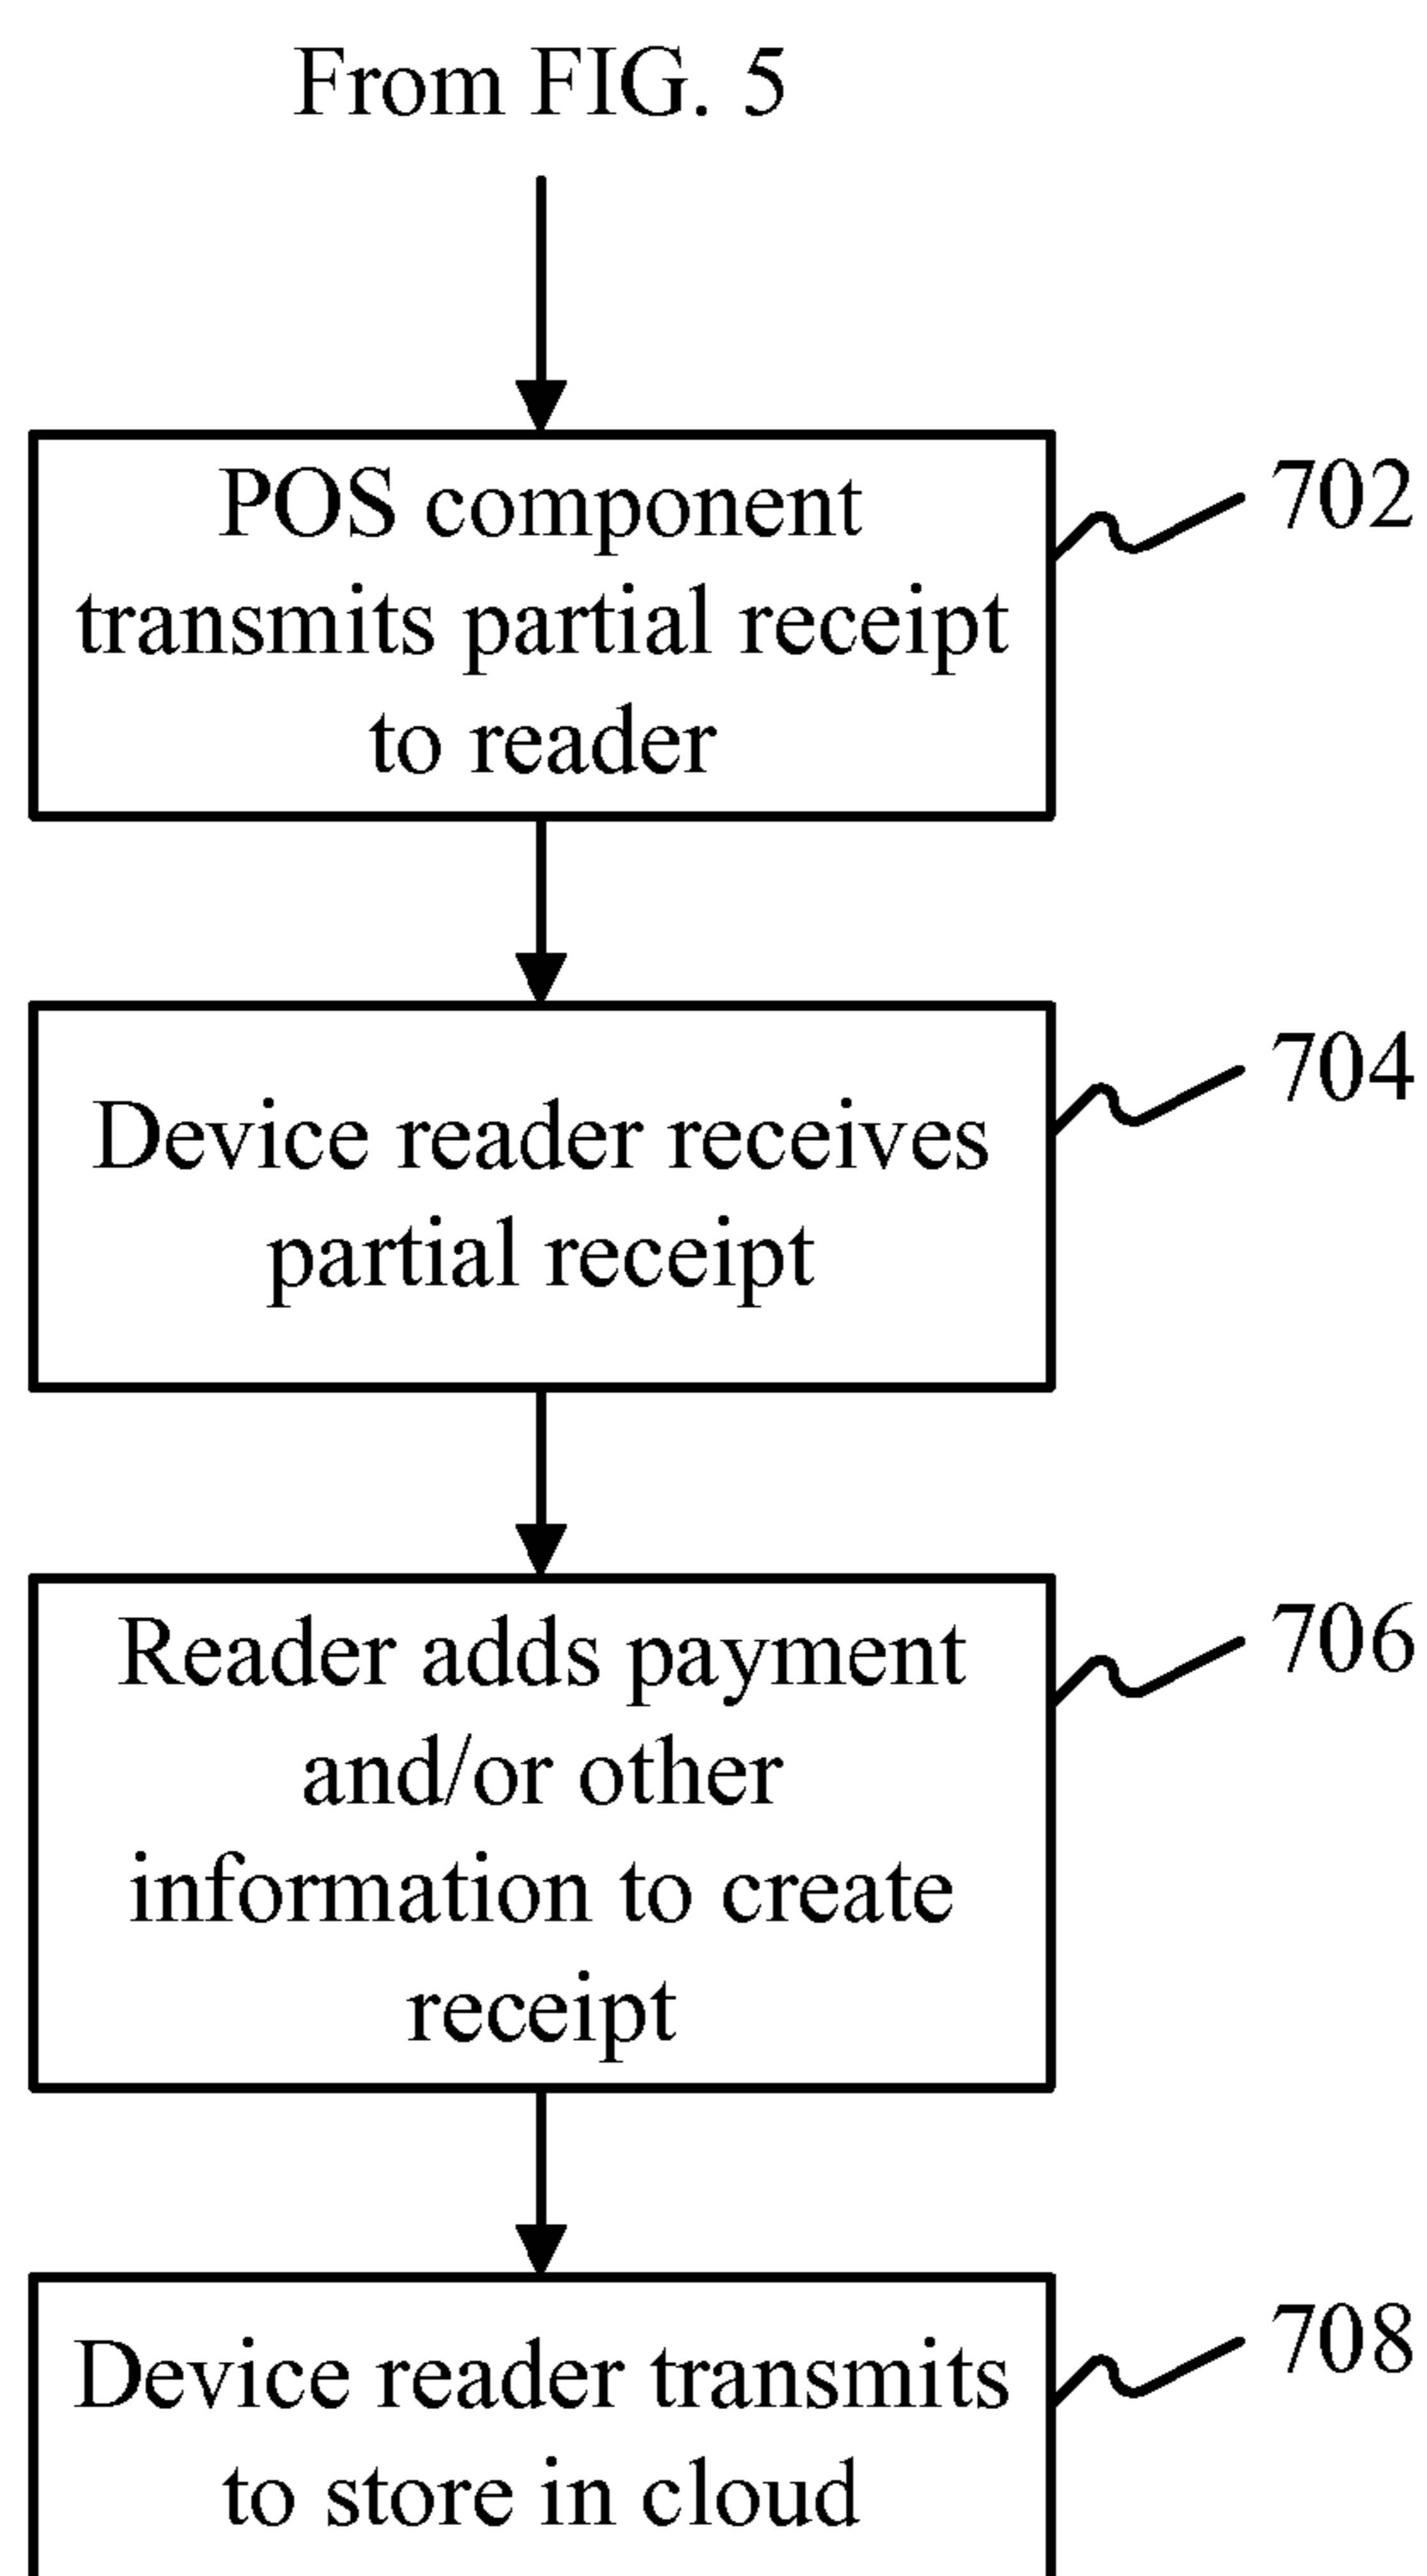 From FIG. 5
POS component
transmits partial receipt
to reader
702
Device reader receives
partial receipt
704
Reader adds payment
and/or other
information to create
receipt
706
Device reader transmits
to store in cloud
708